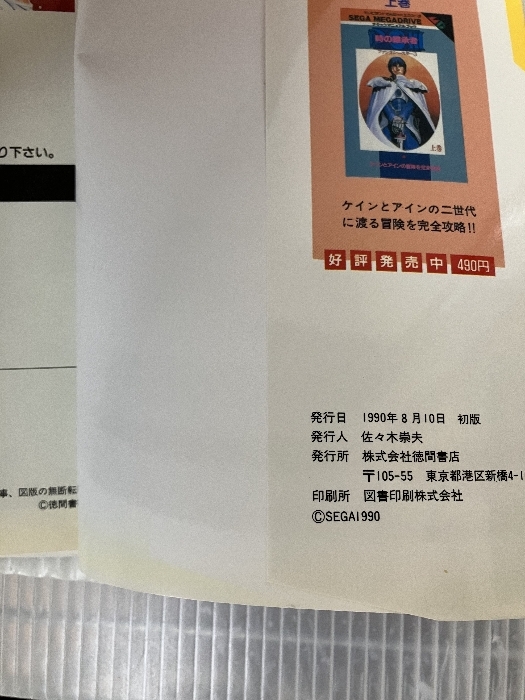 り下さい。
事、図版の無断転
©徳間書
上巻
SEGA MEGADRIVE
時の継承者
上巻
ケインとアインの二世代
に渡る冒険を完全攻略!!
好評発売中 490円
発行日 1990年8月10日 初版
発行人 佐々木崇夫
発行所 株式会社徳間書店
〒105-55 東京都港区新橋4-1
印刷所 図書印刷株式会社
©SEGA1990